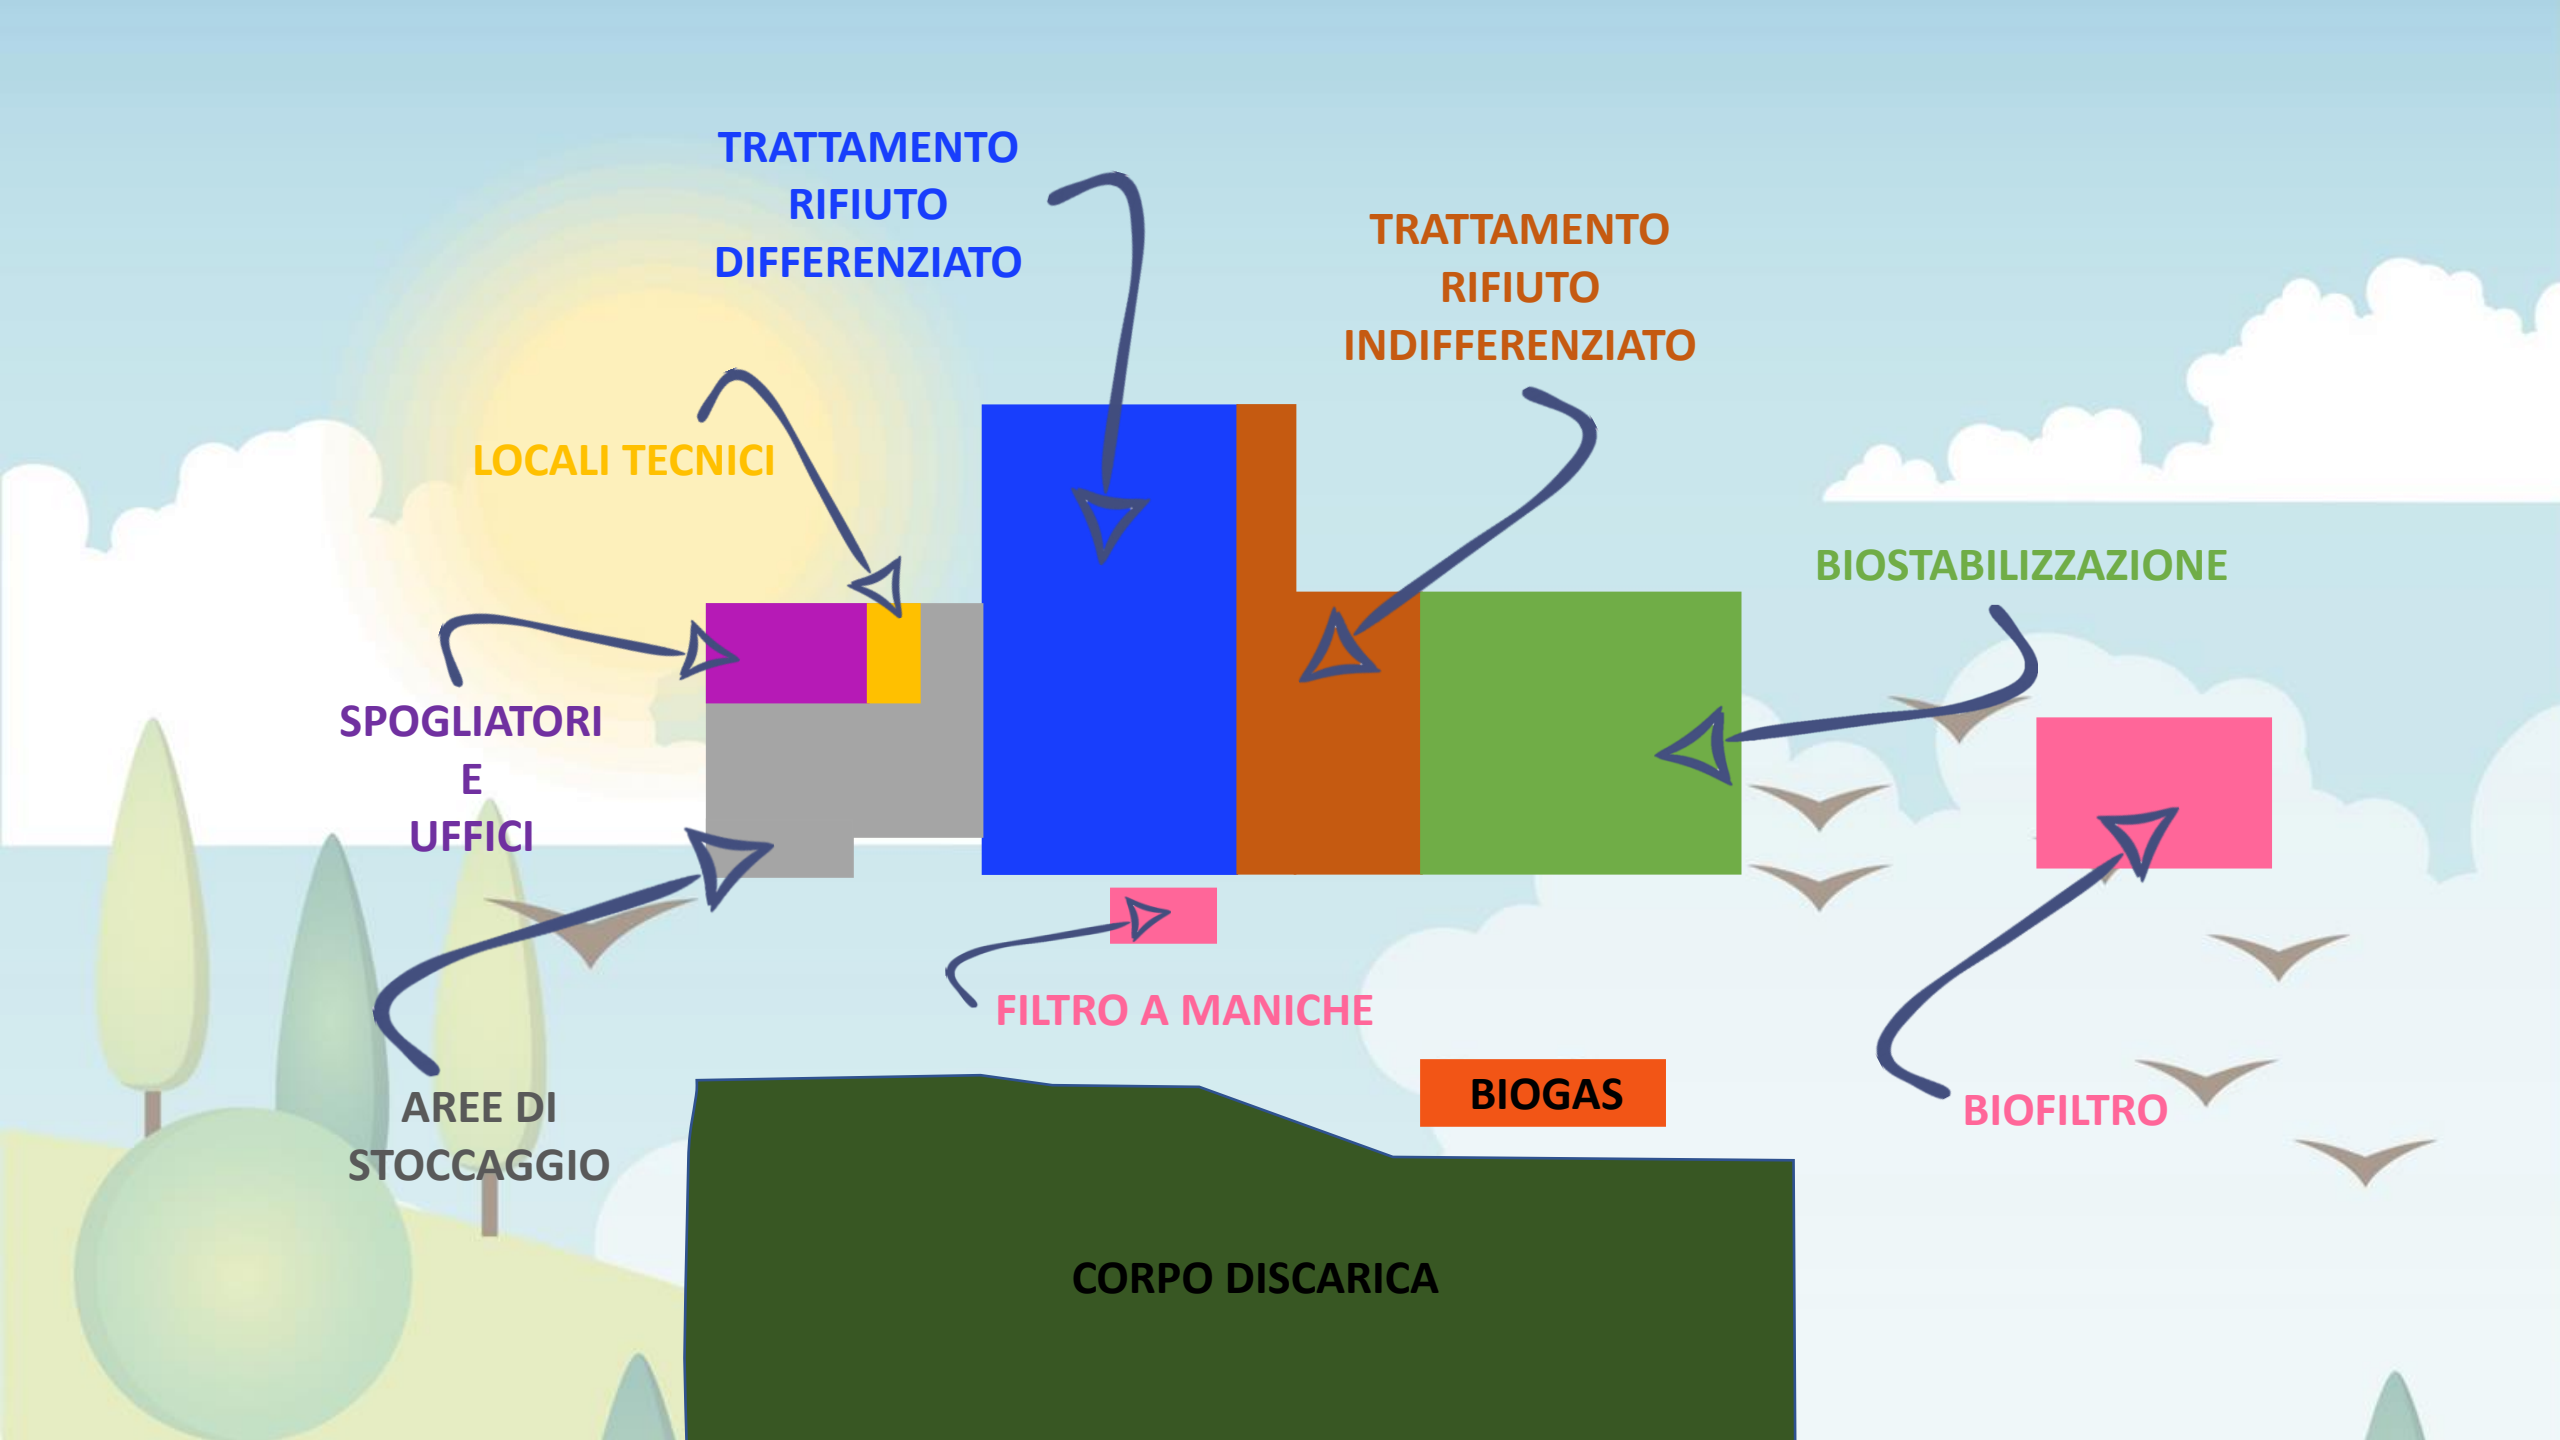 TRATTAMENTO
RIFIUTO
DIFFERENZIATO
TRATTAMENTO
RIFIUTO
INDIFFERENZIATO
LOCALI TECNICI
BIOSTABILIZZAZIONE
SPOGLIATORI
E
UFFICI
FILTRO A MANICHE
BIOGAS
AREE DI
STOCCAGGIO
BIOFILTRO
CORPO DISCARICA